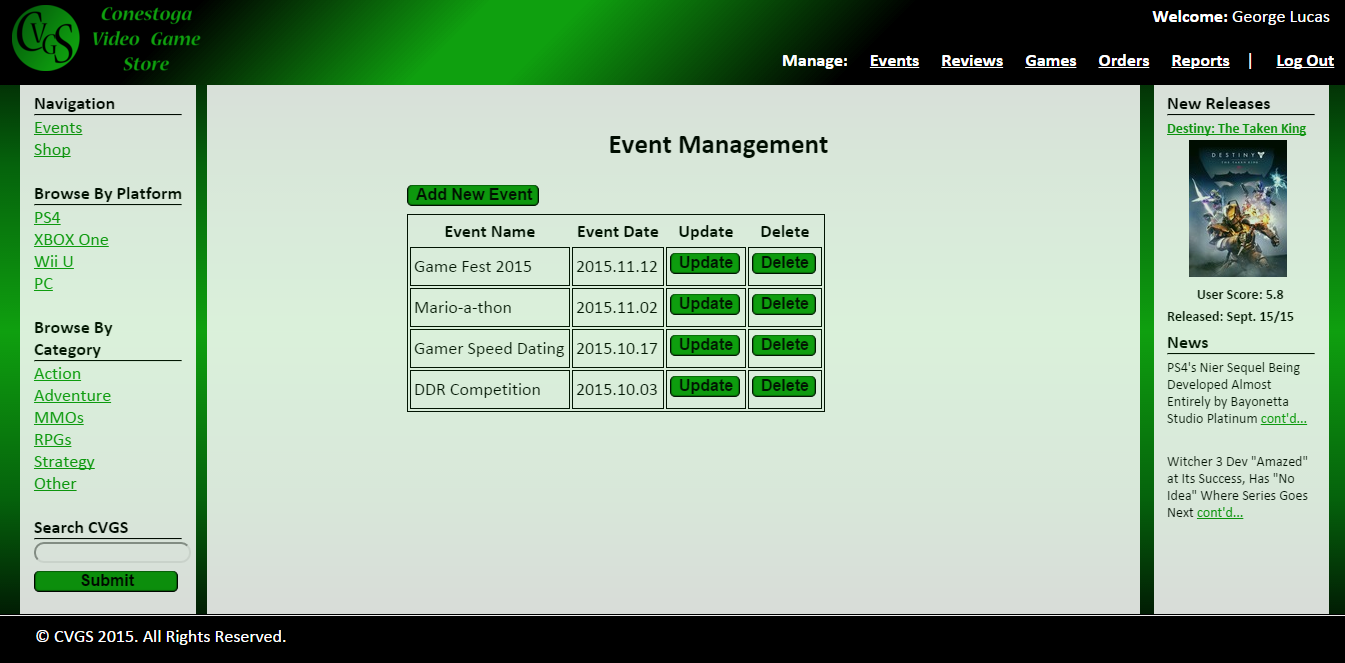 CVGS
Conestoga
Video Game
Store
Welcome: George Lucas
Manage: Events Reviews Games Orders Reports | Log Out
Navigation
Events
Shop
Browse By Platform
PS4
XBOX One
Wii U
PC
Browse By
Category
Action
Adventure
MMOs
RPGs
Strategy
Other
Search CVGS
Submit
Event Management
Add New Event
Event Name Event Date Update Delete
Game Fest 2015 2015.11.12 Update Delete
Mario-a-thon 2015.11.02 Update Delete
Gamer Speed Dating 2015.10.17 Update Delete
DDR Competition 2015.10.03 Update Delete
New Releases
Destiny: The Taken King
DESTINY
THE TAKEN KING
User Score: 5.8
Released: Sept. 15/15
News
PS4's Nier Sequel Being
Developed Almost
Entirely by Bayonetta
Studio Platinum cont'd...
Witcher 3 Dev "Amazed"
at Its Success, Has "No
Idea" Where Series Goes
Next cont'd...
© CVGS 2015. All Rights Reserved.